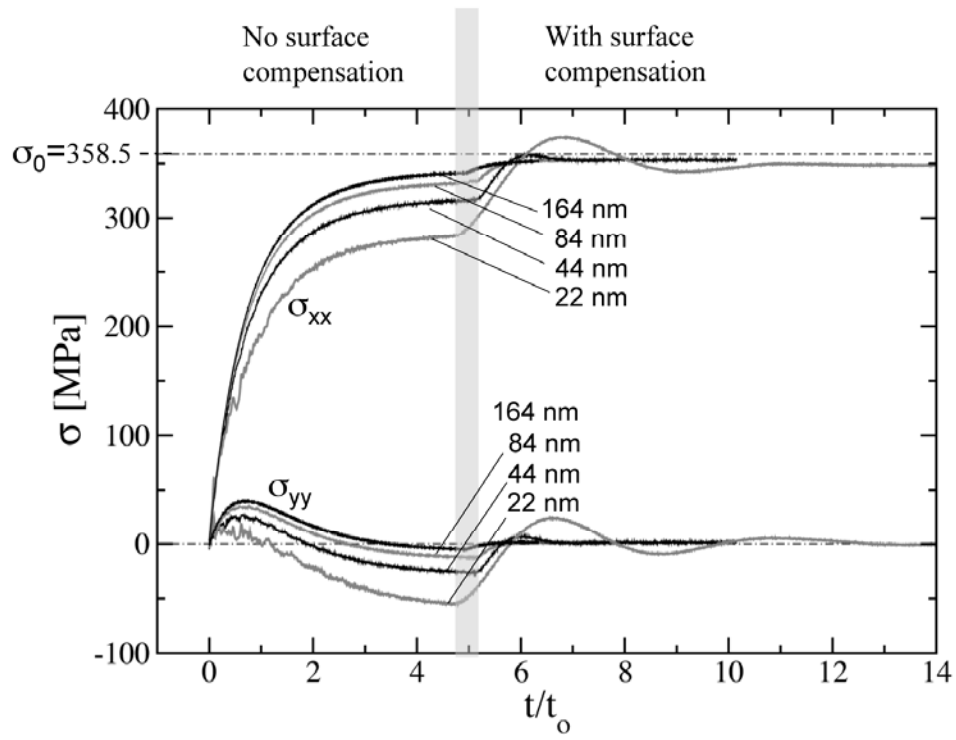 No surface
compensation
With surface
compensation
400
σ₀=358.5
300
200
100
0
-100
σ [MPa]
164 nm
84 nm
44 nm
22 nm
σxx
164 nm
84 nm
44 nm
22 nm
σyy
0 2 4 6 8 10 12 14
t/to